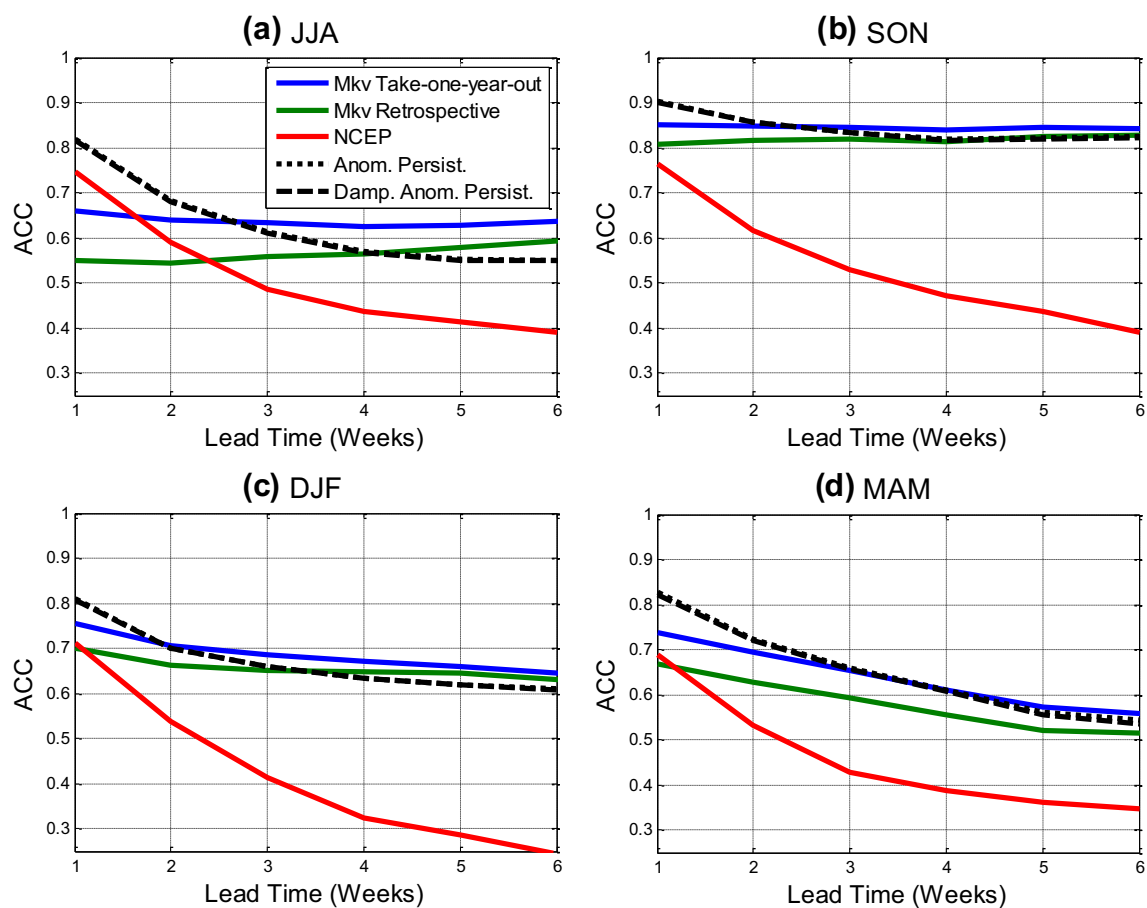 (a) JJA
ACC
1
0.9
0.8
0.7
0.6
0.5
0.4
0.3
Mkv Take-one-year-out
Mkv Retrospective
NCEP
Anom. Persist.
Damp. Anom. Persist.
1 2 3 4 5 6
Lead Time (Weeks)
(b) SON
ACC
1
0.9
0.8
0.7
0.6
0.5
0.4
0.3
1 2 3 4 5 6
Lead Time (Weeks)
(c) DJF
ACC
1
0.9
0.8
0.7
0.6
0.5
0.4
0.3
1 2 3 4 5 6
Lead Time (Weeks)
(d) MAM
ACC
1
0.9
0.8
0.7
0.6
0.5
0.4
0.3
1 2 3 4 5 6
Lead Time (Weeks)